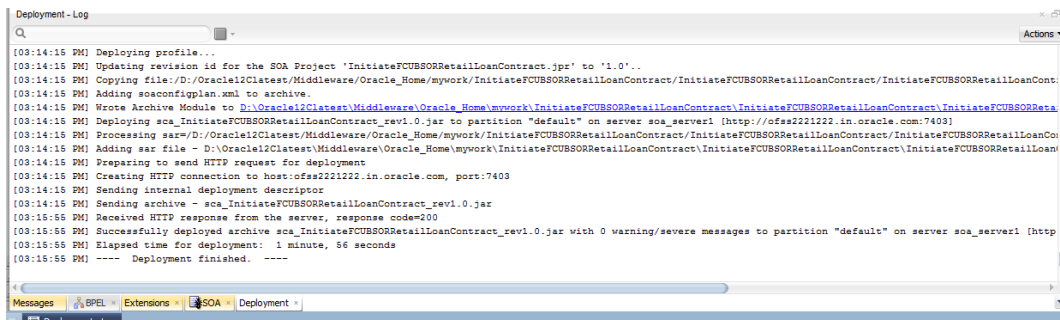 Deployment - Log
Actions
[03:14:15 PM] Deploying profile...
[03:14:15 PM] Updating revision id for the SOA Project 'InitiateFCUBSORRetailLoanContract.jpr' to '1.0'..
[03:14:15 PM] Copying file:/D:/Oracle12Clatest/Middleware/Oracle_Home/mywork/InitiateFCUBSORRetailLoanContract/InitiateFCUBSORRetailLoanContract/InitiateFCUBSORRetailLoanCont
[03:14:15 PM] Adding soaconfigplan.xml to archive.
[03:14:15 PM] Wrote Archive Module to D:\Oracle12Clatest\Middleware\Oracle_Home\mywork\InitiateFCUBSORRetailLoanContract\InitiateFCUBSORRetailLoanContract\InitiateFCUBSORReta
[03:14:15 PM] Deploying sca_InitiateFCUBSORRetailLoanContract_rev1.0.jar to partition "default" on server soa_server1 [http://ofss2221222.in.oracle.com:7403]
[03:14:15 PM] Processing sar=/D:/Oracle12Clatest/Middleware/Oracle_Home/mywork/InitiateFCUBSORRetailLoanContract/InitiateFCUBSORRetailLoanContract/InitiateFCUBSORRetailLoanCo
[03:14:15 PM] Adding sar file - D:\Oracle12Clatest\Middleware\Oracle_Home\mywork\InitiateFCUBSORRetailLoanContract\InitiateFCUBSORRetailLoanContract\InitiateFCUBSORRetailLoan
[03:14:15 PM] Preparing to send HTTP request for deployment
[03:14:15 PM] Creating HTTP connection to host:ofss2221222.in.oracle.com, port:7403
[03:14:15 PM] Sending internal deployment descriptor
[03:14:15 PM] Sending archive - sca_InitiateFCUBSORRetailLoanContract_rev1.0.jar
[03:15:55 PM] Received HTTP response from the server, response code=200
[03:15:55 PM] Successfully deployed archive sca_InitiateFCUBSORRetailLoanContract_rev1.0.jar with 0 warning/severe messages to partition "default" on server soa_server1 [http
[03:15:55 PM] Elapsed time for deployment: 1 minute, 56 seconds
[03:15:55 PM] ---- Deployment finished. ----
Messages BPEL Extensions SOA Deployment